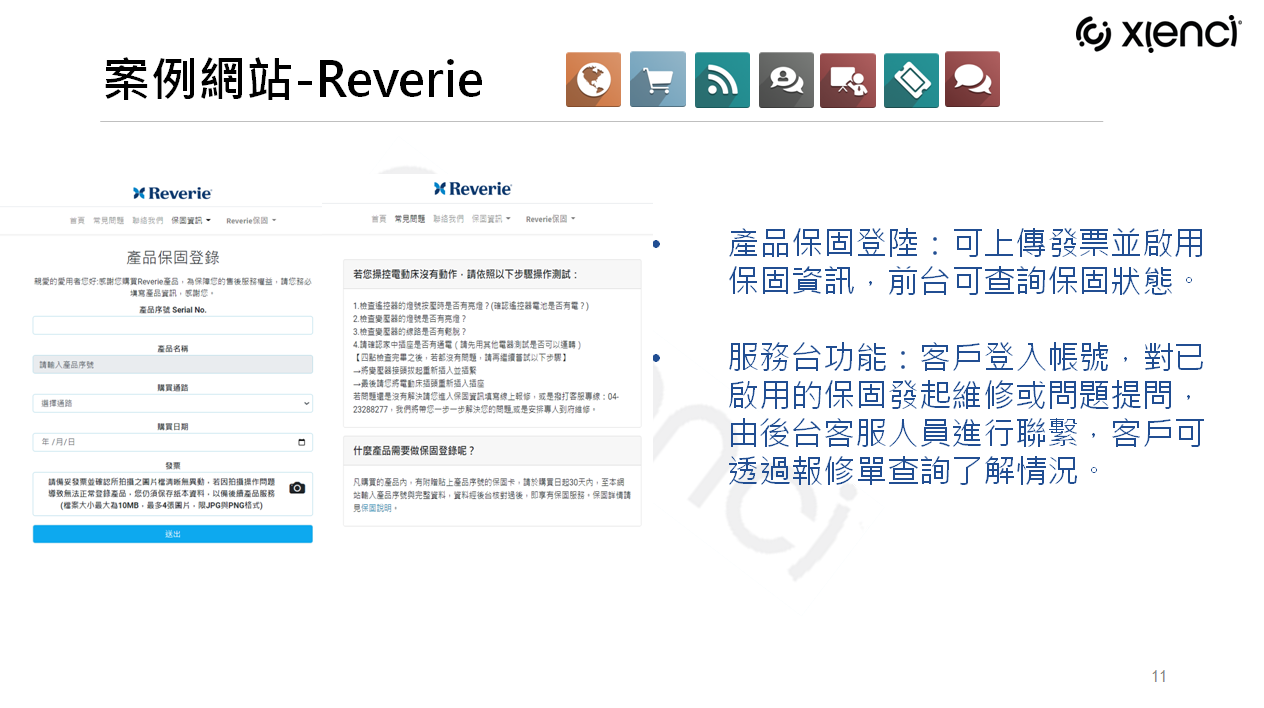 案例網站-Reverie
xienci
Reverie
首頁 常見問題 聯絡我們 保固資訊 Reverie保固
產品保固登錄
親愛的愛用者您好:感謝您購買Reverie產品，為保障您的售後服務權益，請您務必
填寫產品資訊，感謝您。
產品序號 Serial No.
產品名稱
請輸入產品序號
購買通路
選擇通路
購買日期
年 /月/日
發票
請備妥發票並確認所拍攝之圖片檔清晰無異動，若因拍攝操作問題
導致無法正常登錄產品，您仍須保存紙本資料，以備後續產品服務
(檔案大小最大為10MB，最多4張圖片，限JPG與PNG格式)
送出
Reverie
首頁 常見問題 聯絡我們 保固資訊 Reverie保固
若您操控電動床沒有動作，請依照以下步驟操作測試：
1.檢查遙控器的燈號按壓時是否有亮燈？(確認遙控器電池是否有電？)
2.檢查變壓器的燈號是否有亮燈？
3.檢查變壓器的線路是否有鬆脫？
4.請確認家中插座是否有通電（請先用其他電器測試是否可以運轉）
【四點檢查完畢之後，若都沒有問題，請再繼續嘗試以下步驟】
→將變壓器接頭拔起重新插入並插緊
→最後請您將電動床插頭重新插入插座
若問題還是沒有解決請您進入保固資訊填寫線上報修，或是撥打客服專線：04-
23288277，我們將帶您一步一步解決您的問題,或是安排專人到府維修。
什麼產品需要做保固登錄呢？
凡購買的產品內，有附贈貼上產品序號的保固卡，請於購買日起30天內，至本網
站輸入產品序號與完整資料，資料經後台核對過後，即享有保固服務。保固詳情請
見保固說明。
• 產品保固登陸：可上傳發票並啟用
保固資訊，前台可查詢保固狀態。
• 服務台功能：客戶登入帳號，對已
啟用的保固發起維修或問題提問，
由後台客服人員進行聯繫，客戶可
透過報修單查詢了解情況。
11